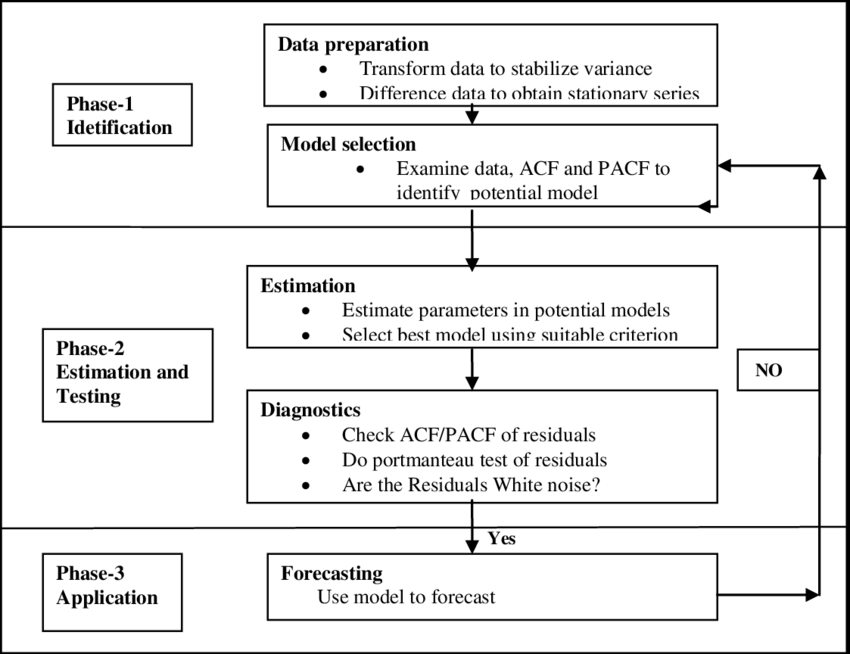 Data preparation
• Transform data to stabilize variance
• Difference data to obtain stationary series
Phase-1
Idetification
Model selection
• Examine data, ACF and PACF to
identify potential model
Estimation
• Estimate parameters in potential models
• Select best model using suitable criterion
Phase-2
Estimation and
Testing
NO
Diagnostics
• Check ACF/PACF of residuals
• Do portmanteau test of residuals
• Are the Residuals White noise?
Yes
Phase-3
Application
Forecasting
Use model to forecast